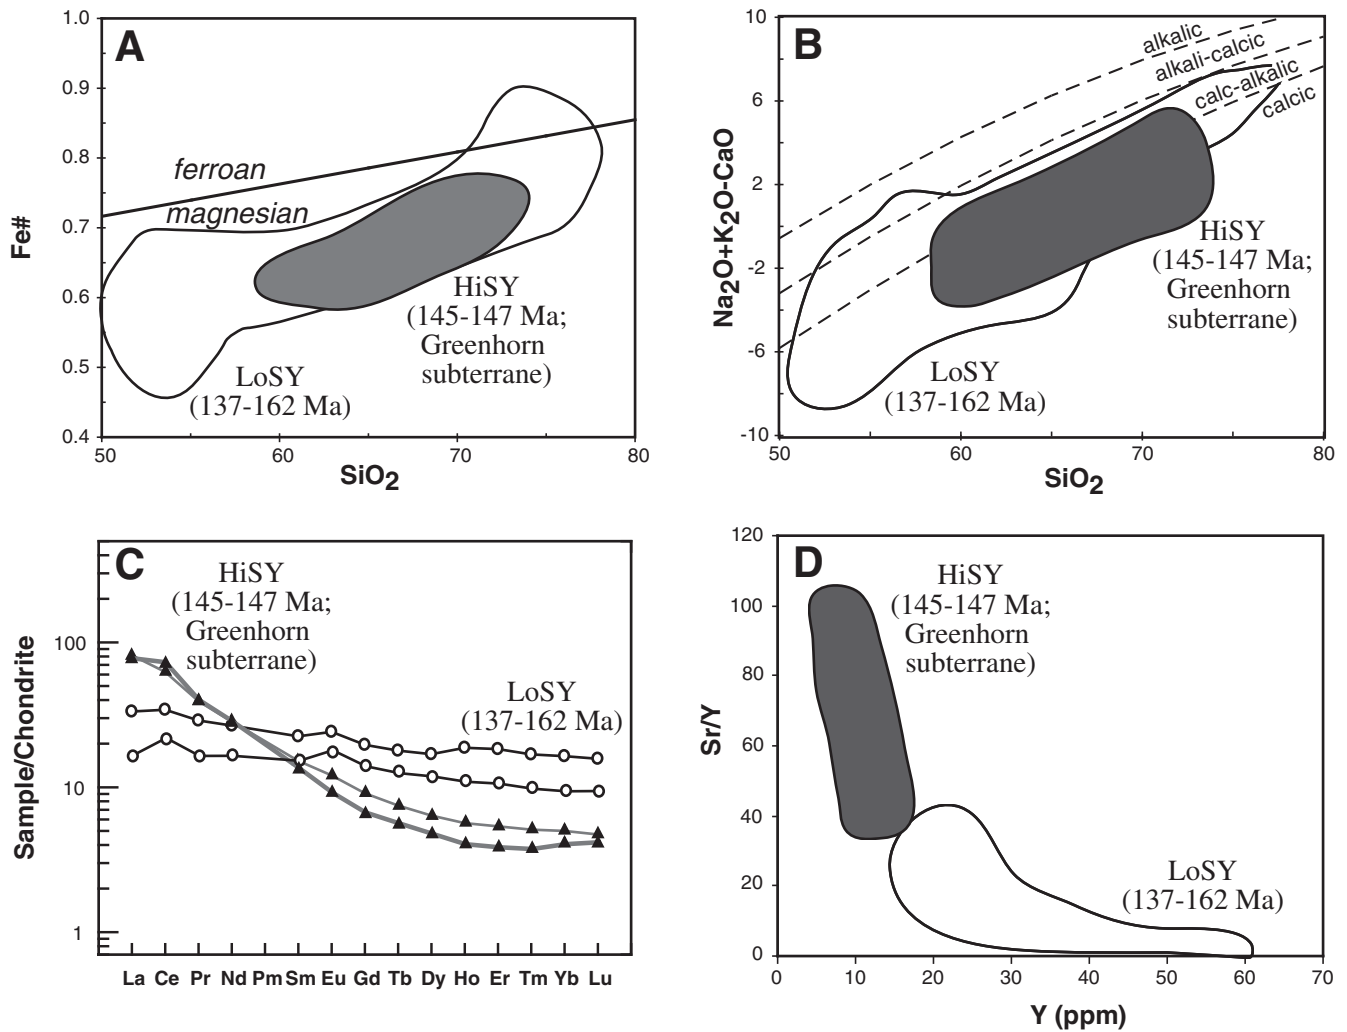 A
1.0
0.9
0.8
0.7
0.6
0.5
0.4
Fe#
ferroan
magnesian
HiSY
(145-147 Ma;
Greenhorn
subterrane)
LoSY
(137-162 Ma)
50
60
70
80
SiO2
B
10
6
2
-2
-6
-10
Na2O+K2O-CaO
alkalic
alkali-calcic
calc-alkalic
calcic
HiSY
(145-147 Ma;
Greenhorn
subterrane)
LoSY
(137-162 Ma)
50
60
70
80
SiO2
C
100
10
1
Sample/Chondrite
HiSY
(145-147 Ma;
Greenhorn
subterrane)
LoSY
(137-162 Ma)
La Ce Pr Nd Pm Sm Eu Gd Tb Dy Ho Er Tm Yb Lu
D
120
100
80
60
40
20
0
Sr/Y
HiSY
(145-147 Ma;
Greenhorn
subterrane)
LoSY
(137-162 Ma)
0
10
20
30
40
50
60
70
Y (ppm)